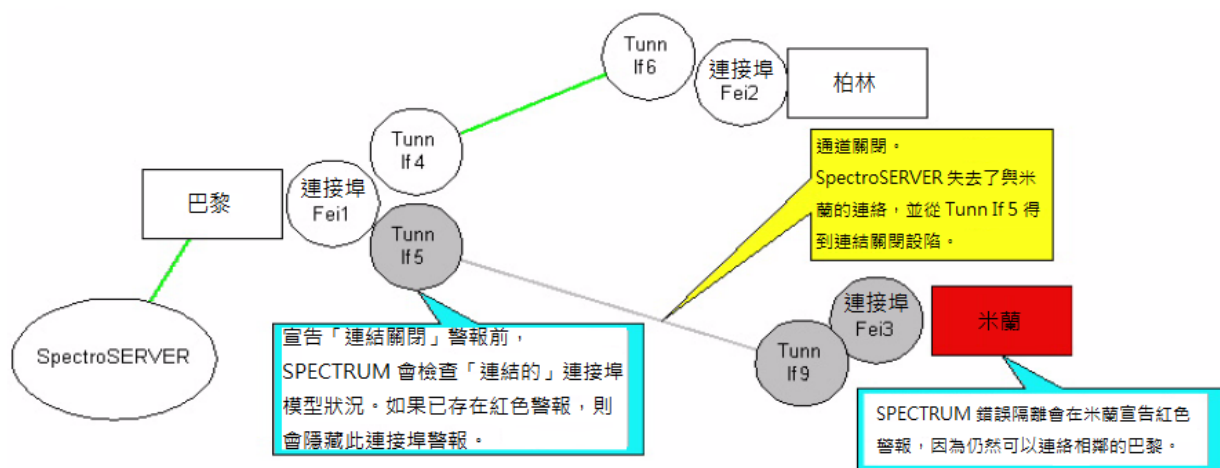 Tunn
If6
連接埠
Fei2
柏林
Tunn
If4
通道關閉。
SpectroSERVER 失去了與米
蘭的連絡，並從 Tunn If 5 得
到連結關閉設陷。
巴黎
連接埠
Fei1
Tunn
If5
連接埠
Fei3
米蘭
SpectroSERVER
宣告「連結關閉」警報前，
SPECTRUM 會檢查「連結的」連接埠
模型狀況。如果已存在紅色警報，則
會隱藏此連接埠警報。
Tunn
If9
SPECTRUM 錯誤隔離會在米蘭宣告紅色
警報，因為仍然可以連絡相鄰的巴黎。